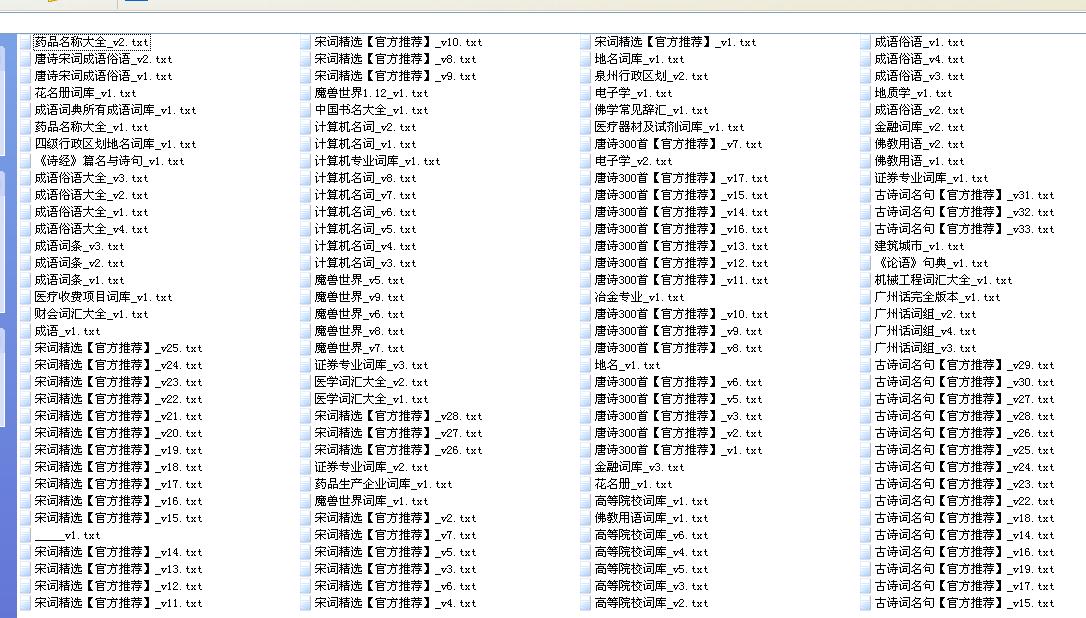 药品名称大全_v2.txt
唐诗宋词成语俗语_v2.txt
唐诗宋词成语俗语_v1.txt
花名册词库_v1.txt
成语词典所有成语词库_v1.txt
药品名称大全_v1.txt
四级行政区划地名词库_v1.txt
《诗经》篇名与诗句_v1.txt
成语俗语大全_v3.txt
成语俗语大全_v2.txt
成语俗语大全_v1.txt
成语俗语大全_v4.txt
成语词条_v3.txt
成语词条_v2.txt
成语词条_v1.txt
医疗收费项目词库_v1.txt
财会词汇大全_v1.txt
成语_v1.txt
宋词精选【官方推荐】_v25.txt
宋词精选【官方推荐】_v24.txt
宋词精选【官方推荐】_v23.txt
宋词精选【官方推荐】_v22.txt
宋词精选【官方推荐】_v21.txt
宋词精选【官方推荐】_v20.txt
宋词精选【官方推荐】_v19.txt
宋词精选【官方推荐】_v18.txt
宋词精选【官方推荐】_v17.txt
宋词精选【官方推荐】_v16.txt
宋词精选【官方推荐】_v15.txt
_____v1.txt
宋词精选【官方推荐】_v14.txt
宋词精选【官方推荐】_v13.txt
宋词精选【官方推荐】_v12.txt
宋词精选【官方推荐】_v11.txt
宋词精选【官方推荐】_v10.txt
宋词精选【官方推荐】_v8.txt
宋词精选【官方推荐】_v9.txt
魔兽世界1.12_v1.txt
中国书名大全_v1.txt
计算机名词_v2.txt
计算机名词_v1.txt
计算机专业词库_v1.txt
计算机名词_v8.txt
计算机名词_v7.txt
计算机名词_v6.txt
计算机名词_v5.txt
计算机名词_v4.txt
计算机名词_v3.txt
魔兽世界_v5.txt
魔兽世界_v9.txt
魔兽世界_v6.txt
魔兽世界_v8.txt
魔兽世界_v7.txt
证券专业词库_v3.txt
医学词汇大全_v2.txt
医学词汇大全_v1.txt
宋词精选【官方推荐】_v28.txt
宋词精选【官方推荐】_v27.txt
宋词精选【官方推荐】_v26.txt
证券专业词库_v2.txt
药品生产企业词库_v1.txt
魔兽世界词库_v1.txt
宋词精选【官方推荐】_v2.txt
宋词精选【官方推荐】_v7.txt
宋词精选【官方推荐】_v5.txt
宋词精选【官方推荐】_v3.txt
宋词精选【官方推荐】_v6.txt
宋词精选【官方推荐】_v4.txt
宋词精选【官方推荐】_v1.txt
地名词库_v1.txt
泉州行政区划_v2.txt
电子学_v1.txt
佛学常见辞汇_v1.txt
医疗器材及试剂词库_v1.txt
唐诗300首【官方推荐】_v7.txt
电子学_v2.txt
唐诗300首【官方推荐】_v17.txt
唐诗300首【官方推荐】_v15.txt
唐诗300首【官方推荐】_v14.txt
唐诗300首【官方推荐】_v16.txt
唐诗300首【官方推荐】_v13.txt
唐诗300首【官方推荐】_v12.txt
唐诗300首【官方推荐】_v11.txt
冶金专业_v1.txt
唐诗300首【官方推荐】_v10.txt
唐诗300首【官方推荐】_v9.txt
唐诗300首【官方推荐】_v8.txt
地名_v1.txt
唐诗300首【官方推荐】_v6.txt
唐诗300首【官方推荐】_v5.txt
唐诗300首【官方推荐】_v3.txt
唐诗300首【官方推荐】_v2.txt
唐诗300首【官方推荐】_v1.txt
金融词库_v3.txt
花名册_v1.txt
高等院校词库_v1.txt
佛教用语词库_v1.txt
高等院校词库_v6.txt
高等院校词库_v4.txt
高等院校词库_v5.txt
高等院校词库_v3.txt
高等院校词库_v2.txt
成语俗语_v1.txt
成语俗语_v4.txt
成语俗语_v3.txt
地质学_v1.txt
成语俗语_v2.txt
金融词库_v2.txt
佛教用语_v2.txt
佛教用语_v1.txt
证券专业词库_v1.txt
古诗词名句【官方推荐】_v31.txt
古诗词名句【官方推荐】_v32.txt
古诗词名句【官方推荐】_v33.txt
建筑城市_v1.txt
《论语》句典_v1.txt
机械工程词汇大全_v1.txt
广州话完全版本_v1.txt
广州话词组_v2.txt
广州话词组_v4.txt
广州话词组_v3.txt
古诗词名句【官方推荐】_v29.txt
古诗词名句【官方推荐】_v30.txt
古诗词名句【官方推荐】_v27.txt
古诗词名句【官方推荐】_v28.txt
古诗词名句【官方推荐】_v26.txt
古诗词名句【官方推荐】_v25.txt
古诗词名句【官方推荐】_v24.txt
古诗词名句【官方推荐】_v23.txt
古诗词名句【官方推荐】_v22.txt
古诗词名句【官方推荐】_v18.txt
古诗词名句【官方推荐】_v14.txt
古诗词名句【官方推荐】_v16.txt
古诗词名句【官方推荐】_v19.txt
古诗词名句【官方推荐】_v17.txt
古诗词名句【官方推荐】_v15.txt